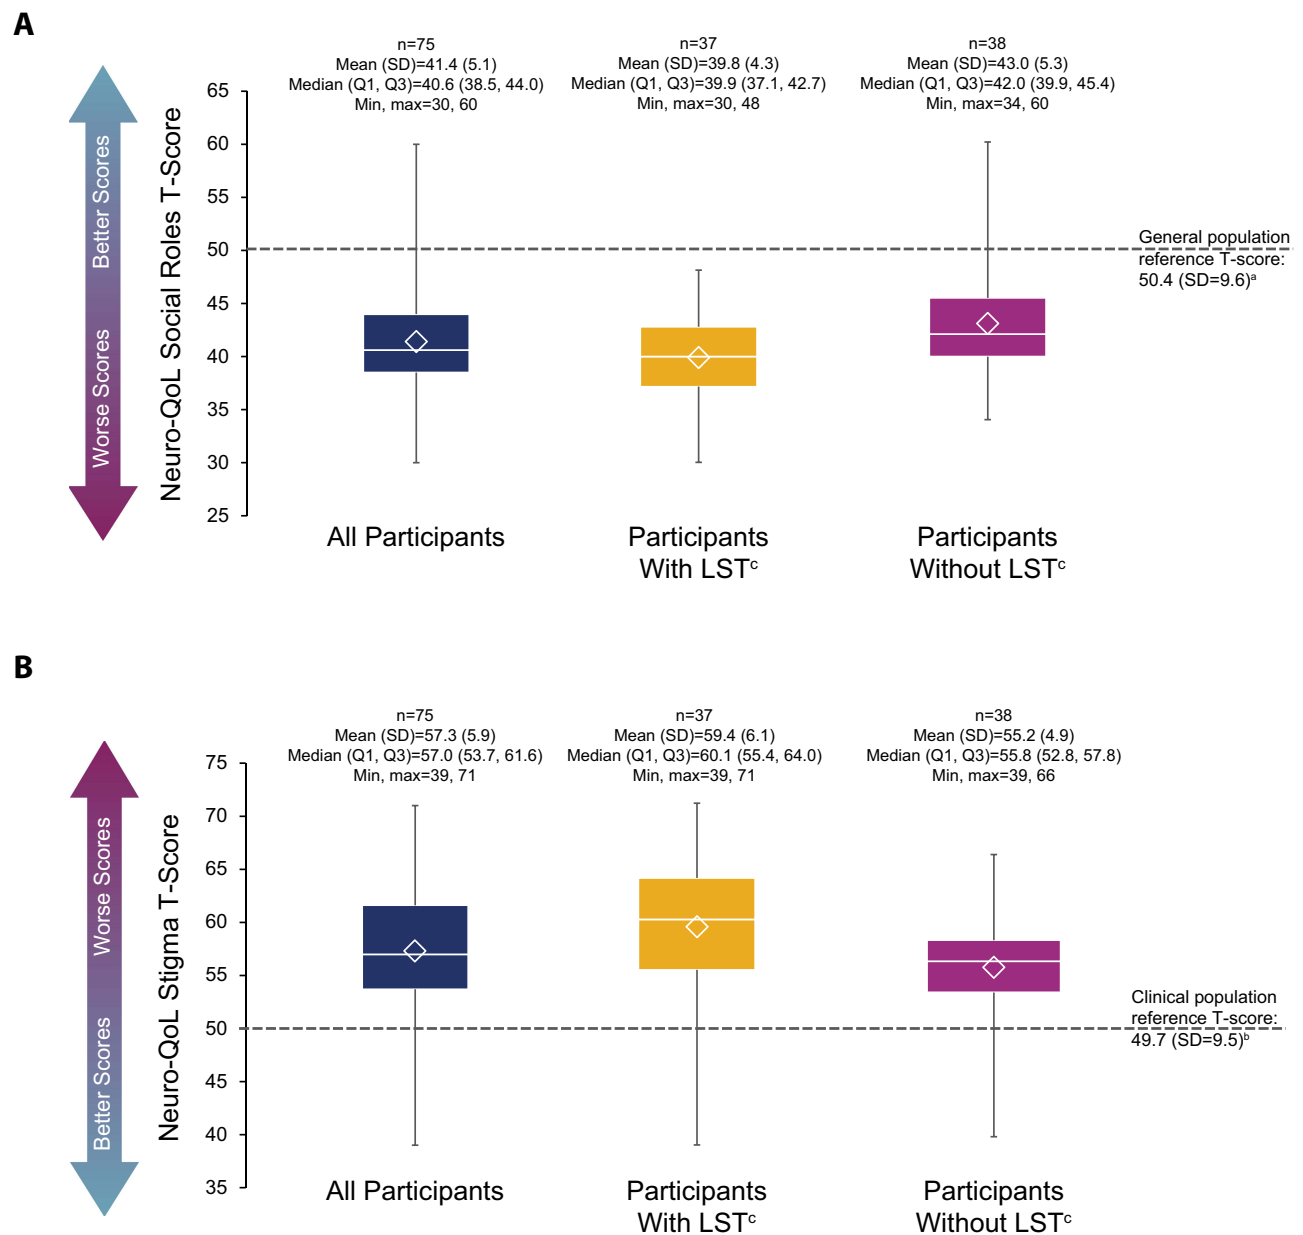 A
n=75
Mean (SD)=41.4 (5.1)
Median (Q1, Q3)=40.6 (38.5, 44.0)
Min, max=30, 60
n=37
Mean (SD)=39.8 (4.3)
Median (Q1, Q3)=39.9 (37.1, 42.7)
Min, max=30, 48
n=38
Mean (SD)=43.0 (5.3)
Median (Q1, Q3)=42.0 (39.9, 45.4)
Min, max=34, 60
Better Scores
Worse Scores
Neuro-QoL Social Roles T-Score
65
60
55
50
45
40
35
30
25
General population
reference T-score:
50.4 (SD=9.6)a
All Participants
Participants
With LSTc
Participants
Without LSTc
B
n=75
Mean (SD)=57.3 (5.9)
Median (Q1, Q3)=57.0 (53.7, 61.6)
Min, max=39, 71
n=37
Mean (SD)=59.4 (6.1)
Median (Q1, Q3)=60.1 (55.4, 64.0)
Min, max=39, 71
n=38
Mean (SD)=55.2 (4.9)
Median (Q1, Q3)=55.8 (52.8, 57.8)
Min, max=39, 66
Worse Scores
Better Scores
Neuro-QoL Stigma T-Score
75
70
65
60
55
50
45
40
35
Clinical population
reference T-score:
49.7 (SD=9.5)b
All Participants
Participants
With LSTc
Participants
Without LSTc